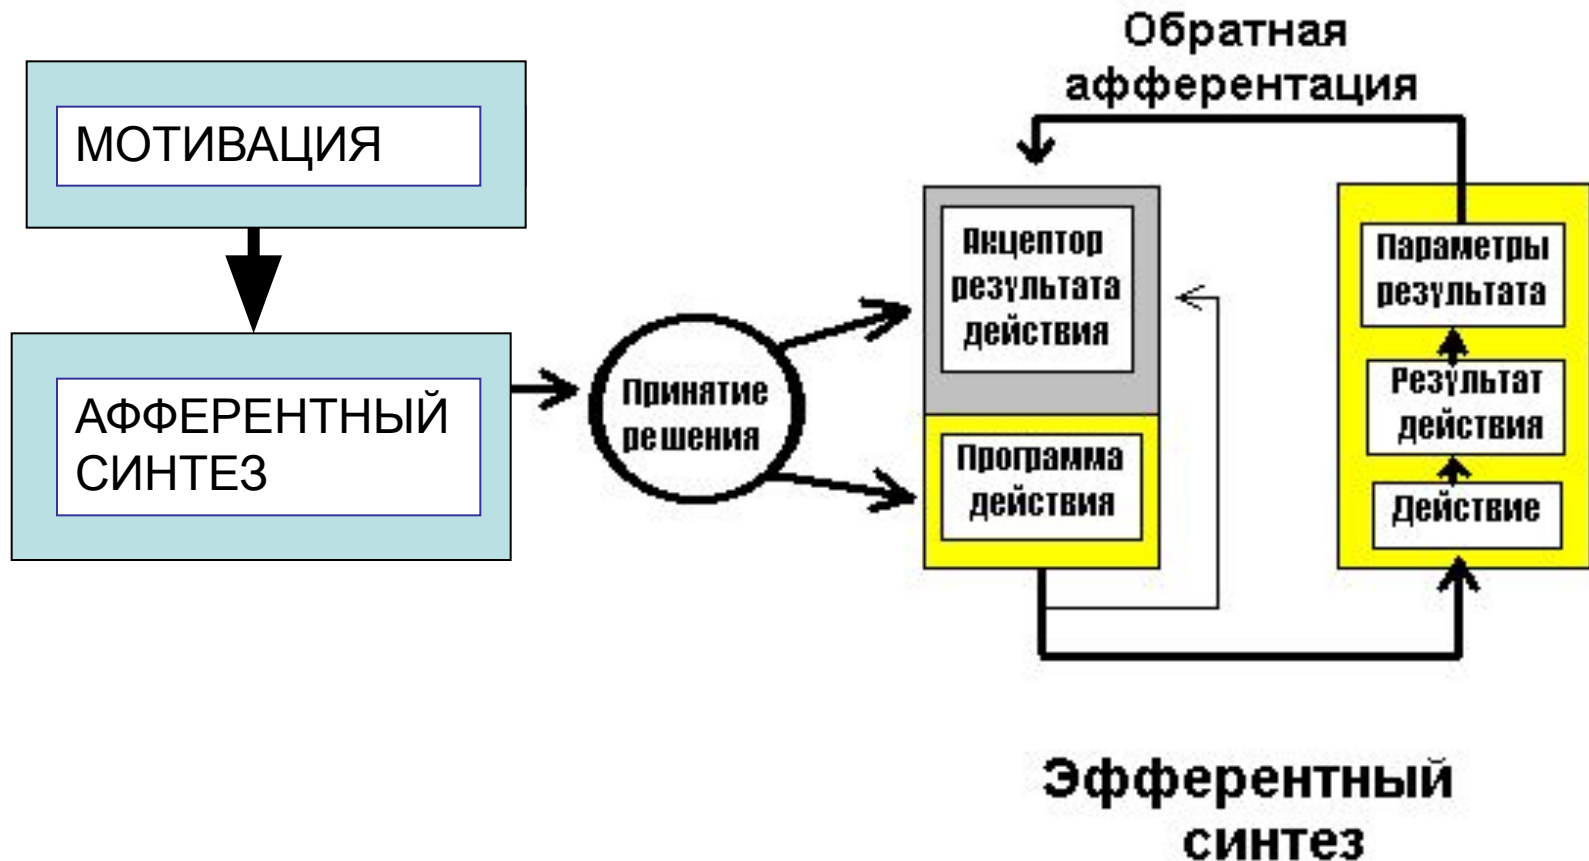 МОТИВАЦИЯ
АФФЕРЕНТНЫЙ
СИНТЕЗ
Принятие
решения
Обратная
афферентация
Акцептор
результата
действия
Программа
действия
Параметры
результата
Результат
действия
Действие
Эфферентный
синтез